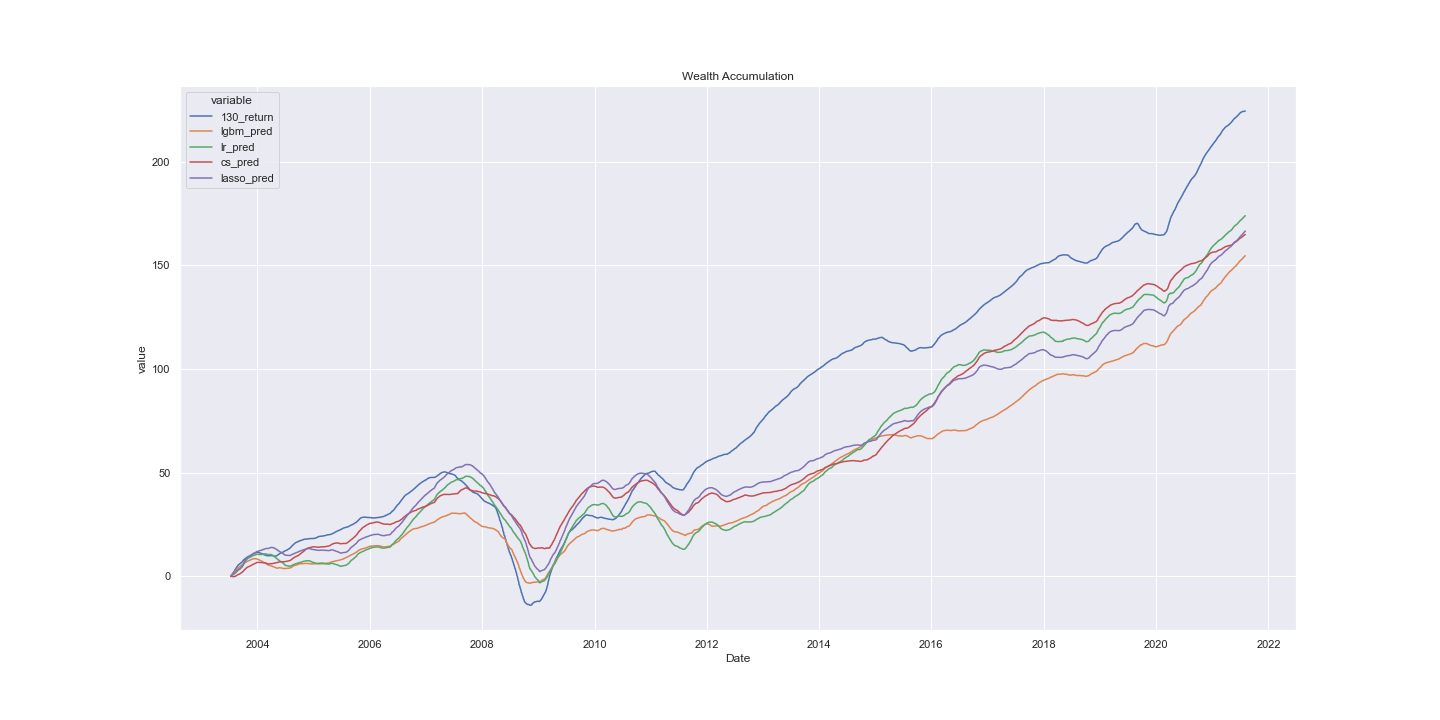 Wealth Accumulation
variable
130_return
lgbm_pred
lr_pred
cs_pred
lasso_pred
value
200
150
100
50
0
2004 2006 2008 2010 2012 2014 2016 2018 2020 2022
Date